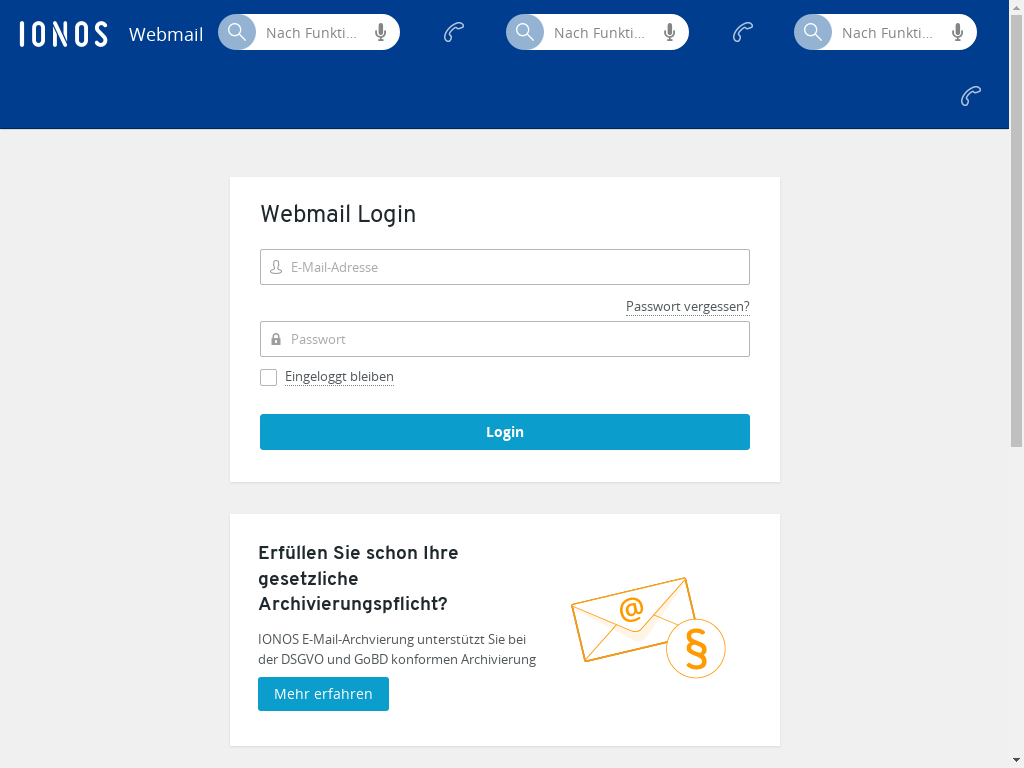 IONOS Webmail Nach Funkti... Nach Funkti... Nach Funkti...
Webmail Login
E-Mail-Adresse
Passwort vergessen?
Passwort
Eingeloggt bleiben
Login
Erfüllen Sie schon Ihre
gesetzliche
Archivierungspflicht?
IONOS E-Mail-Archvierung unterstützt Sie bei
der DSGVO und GoBD konformen Archivierung
Mehr erfahren
@
§